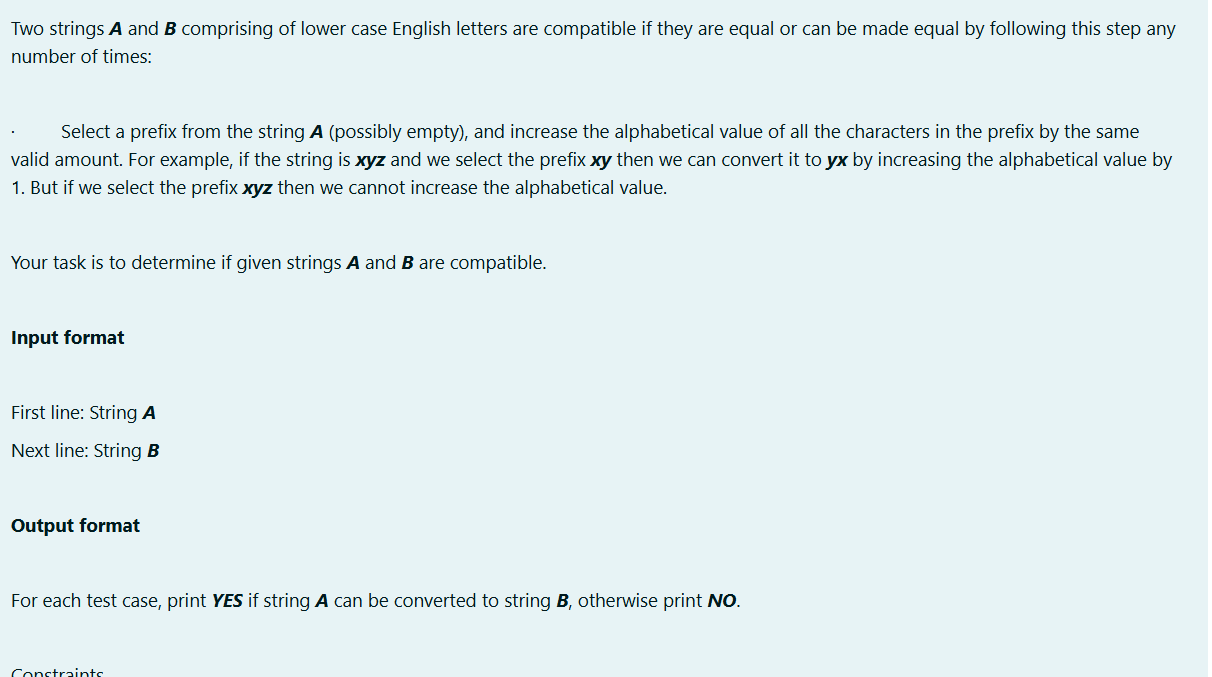 Two strings A and B comprising of lower case English letters are compatible if they are equal or can be made equal by following this step any
number of times:
· Select a prefix from the string A (possibly empty), and increase the alphabetical value of all the characters in the prefix by the same
valid amount. For example, if the string is xyz and we select the prefix xy then we can convert it to yx by increasing the alphabetical value by
1. But if we select the prefix xyz then we cannot increase the alphabetical value.
Your task is to determine if given strings A and B are compatible.
Input format
First line: String A
Next line: String B
Output format
For each test case, print YES if string A can be converted to string B, otherwise print NO.
Constraints